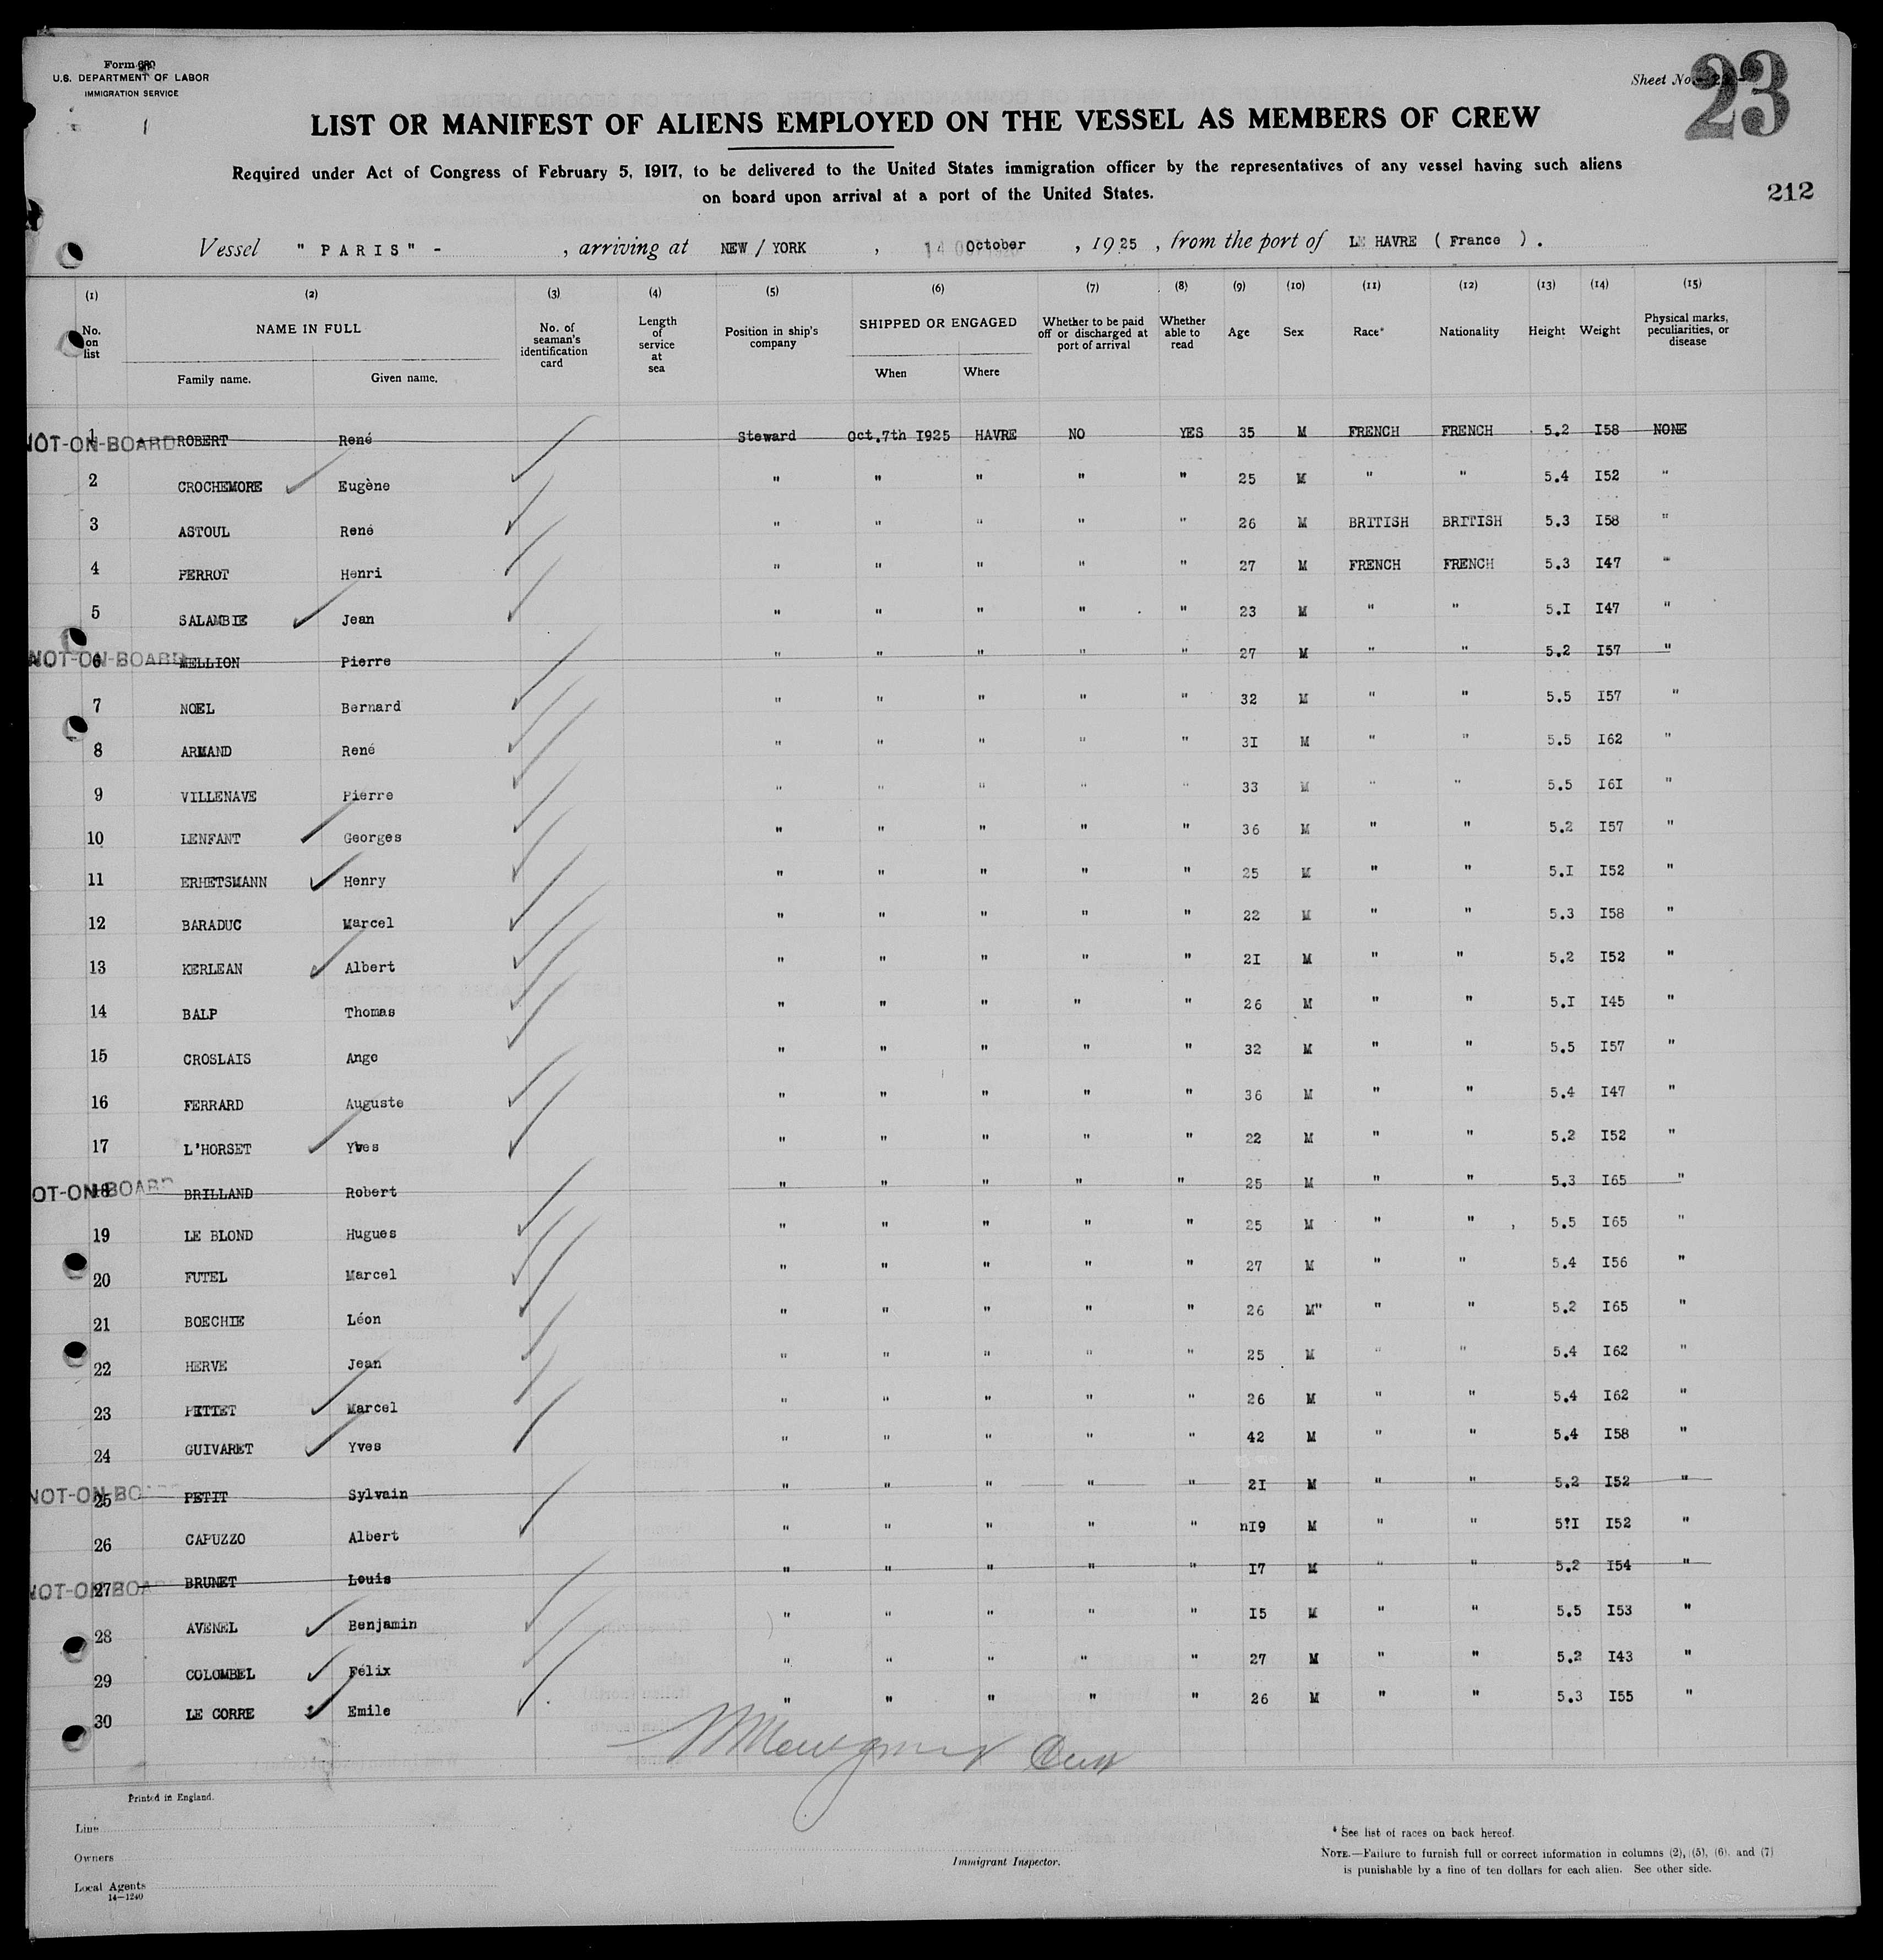 Form 680
U.S. DEPARTMENT OF LABOR
IMMIGRATION SERVICE
Sheet No. 23
23
LIST OR MANIFEST OF ALIENS EMPLOYED ON THE VESSEL AS MEMBERS OF CREW
Required under Act of Congress of February 5, 1917, to be delivered to the United States immigration officer by the representatives of any vessel having such aliens
on board upon arrival at a port of the United States.
212
Vessel " PARIS " - , arriving at NEW / YORK , 14 October , 1925 , from the port of LE HAVRE ( France ) .
(1) (2) (3) (4) (5) (6) (7) (8) (9) (10) (11) (12) (13) (14) (15)
No. on list NAME IN FULL No. of seaman's identification card Length of service at sea Position in ship's company SHIPPED OR ENGAGED Whether to be paid off or discharged at port of arrival Whether able to read Age Sex Race* Nationality Height Weight Physical marks, peculiarities, or disease
Family name. Given name. When Where
NOT-ON-BOARD 1 ROBERT René Steward Oct.7th I925 HAVRE NO YES 35 M FRENCH FRENCH 5.2 I58 NONE
2 CROCHEMORE Eugène " " " " " 25 M " " 5.4 I52 "
3 ASTOUL René " " " " " 26 M BRITISH BRITISH 5.3 I58 "
4 PERROT Henri " " " " " 27 M FRENCH FRENCH 5.3 I47 "
5 SALAMBIE Jean " " " " " 23 M " " 5.I I47 "
NOT-ON-BOARD 6 MELLION Pierre " " " " " 27 M " " 5.2 I57 "
7 NOEL Bernard " " " " " 32 M " " 5.5 I57 "
8 ARMAND René " " " " " 3I M " " 5.5 I62 "
9 VILLENAVE Pierre " " " " " 33 M " " 5.5 I6I "
10 LENFANT Georges " " " " " 36 M " " 5.2 I57 "
11 ERHETSMANN Henry " " " " " 25 M " " 5.I I52 "
12 BARADUC Marcel " " " " " 22 M " " 5.3 I58 "
13 KERLEAN Albert " " " " " 2I M " " 5.2 I52 "
14 BALP Thomas " " " " " 26 M " " 5.I I45 "
15 CROSLAIS Ange " " " " " 32 M " " 5.5 I57 "
16 FERRARD Auguste " " " " " 36 M " " 5.4 I47 "
17 L'HORSET Yves " " " " " 22 M " " 5.2 I52 "
NOT-ON-BOARD 18 BRILLAND Robert " " " " " 25 M " " 5.3 I65 "
19 LE BLOND Hugues " " " " " 25 M " " 5.5 I65 "
20 FUTEL Marcel " " " " " 27 M " " 5.4 I56 "
21 BOECHIE Léon " " " " " 26 M" " " 5.2 I65 "
22 HERVE Jean " " " " " 25 M " " 5.4 I62 "
23 PETTET Marcel " " " " " 26 M " " 5.4 I62 "
24 GUIVARET Yves " " " " " 42 M " " 5.4 I58 "
NOT-ON-BOARD 25 PETIT Sylvain " " " " " 2I M " " 5.2 I52 "
26 CAPUZZO Albert " " " " " nI9 M " " 5?I I52 "
NOT-ON-BOARD 27 BRUNET Louis " " " " " I7 M " " 5.2 I54 "
28 AVENEL Benjamin " " " " " I5 M " " 5.5 I53 "
29 COLOMBEL Félix " " " " " 27 M " " 5.2 I43 "
30 LE CORRE Emile " " " " " 26 M " " 5.3 I55 "
Printed in England.
Line
Owners
Local Agents
14—1240
Immigrant Inspector.
* See list of races on back hereof.
NOTE.—Failure to furnish full or correct information in columns (2), (5), (6), and (7)
is punishable by a fine of ten dollars for each alien. See other side.